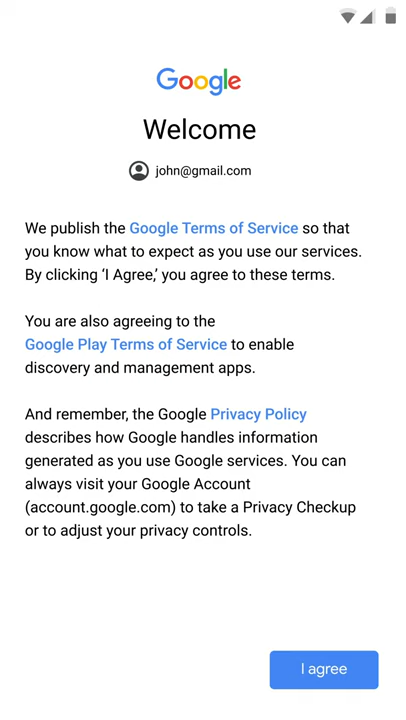 Google
Welcome
john@gmail.com
We publish the Google Terms of Service so that
you know what to expect as you use our services.
By clicking ‘I Agree,’ you agree to these terms.
You are also agreeing to the
Google Play Terms of Service to enable
discovery and management apps.
And remember, the Google Privacy Policy
describes how Google handles information
generated as you use Google services. You can
always visit your Google Account
(account.google.com) to take a Privacy Checkup
or to adjust your privacy controls.
I agree